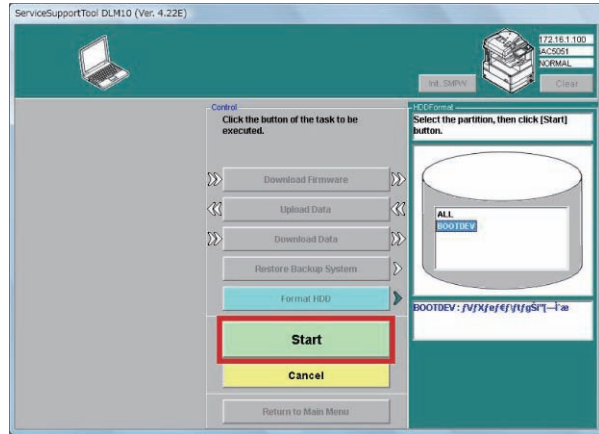 ServiceSupportTool DLM10 (Ver. 4.22E)
172.16.1.100
iAC5051
NORMAL
Init. SMPW
Clear
Control
Click the button of the task to be
executed.
Download Firmware
Upload Data
Download Data
Restore Backup System
Format HDD
Start
Cancel
Return to Main Menu
HDDFormat
Select the partition, then click [Start]
button.
ALL
BOOTDEV
BOOTDEV :